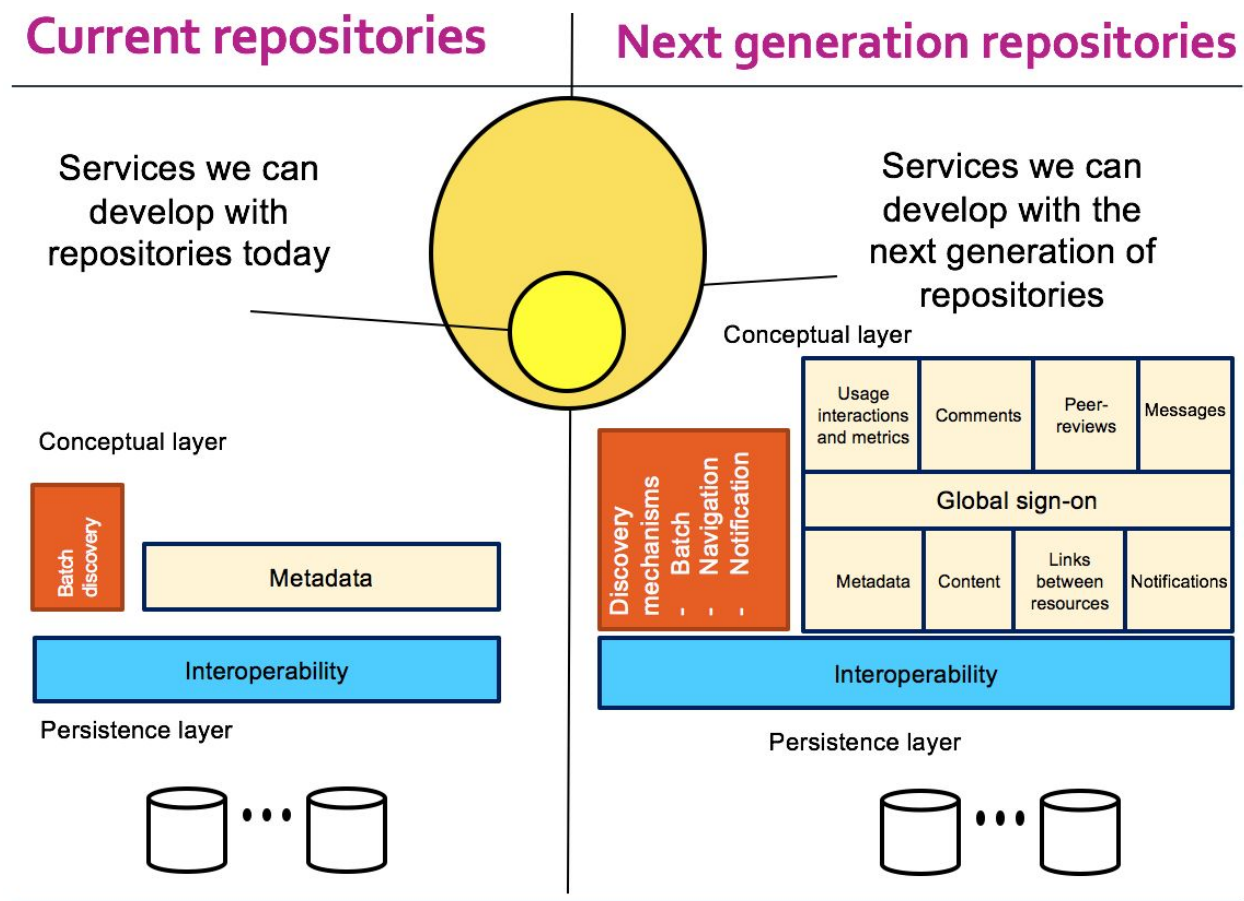 Current repositories
Next generation repositories
Services we can
develop with
repositories today
Services we can
develop with the
next generation of
repositories
Conceptual layer
Batch
discovery
Metadata
Interoperability
Persistence layer
Conceptual layer
Discovery
mechanisms
- Batch
- Navigation
- Notification
Usage
interactions
and metrics
Comments
Peer-
reviews
Messages
Global sign-on
Metadata
Content
Links
between
resources
Notifications
Interoperability
Persistence layer